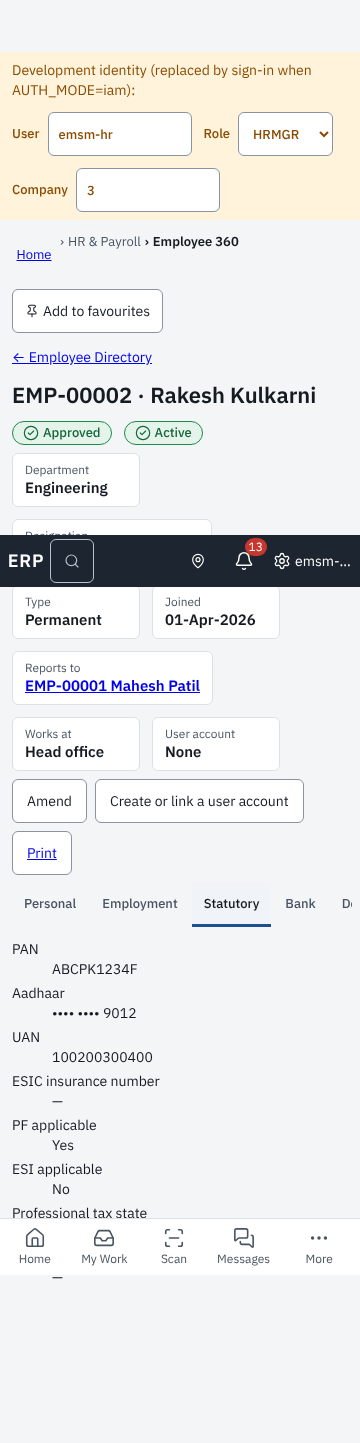 Development identity (replaced by sign-in when
AUTH_MODE=iam):
User emsm-hr Role HRMGR
Company 3
Home › HR & Payroll › Employee 360
Add to favourites
← Employee Directory
EMP-00002 · Rakesh Kulkarni
Approved Active
Department
Engineering
ERP 13 emsm-...
Type Joined
Permanent 01-Apr-2026
Reports to
EMP-00001 Mahesh Patil
Works at User account
Head office None
Amend Create or link a user account
Print
Personal Employment Statutory Bank
PAN
ABCPK1234F
Aadhaar
•••• •••• 9012
UAN
100200300400
ESIC insurance number
—
PF applicable
Yes
ESI applicable
No
Professional tax state
Home My Work Scan Messages More
—